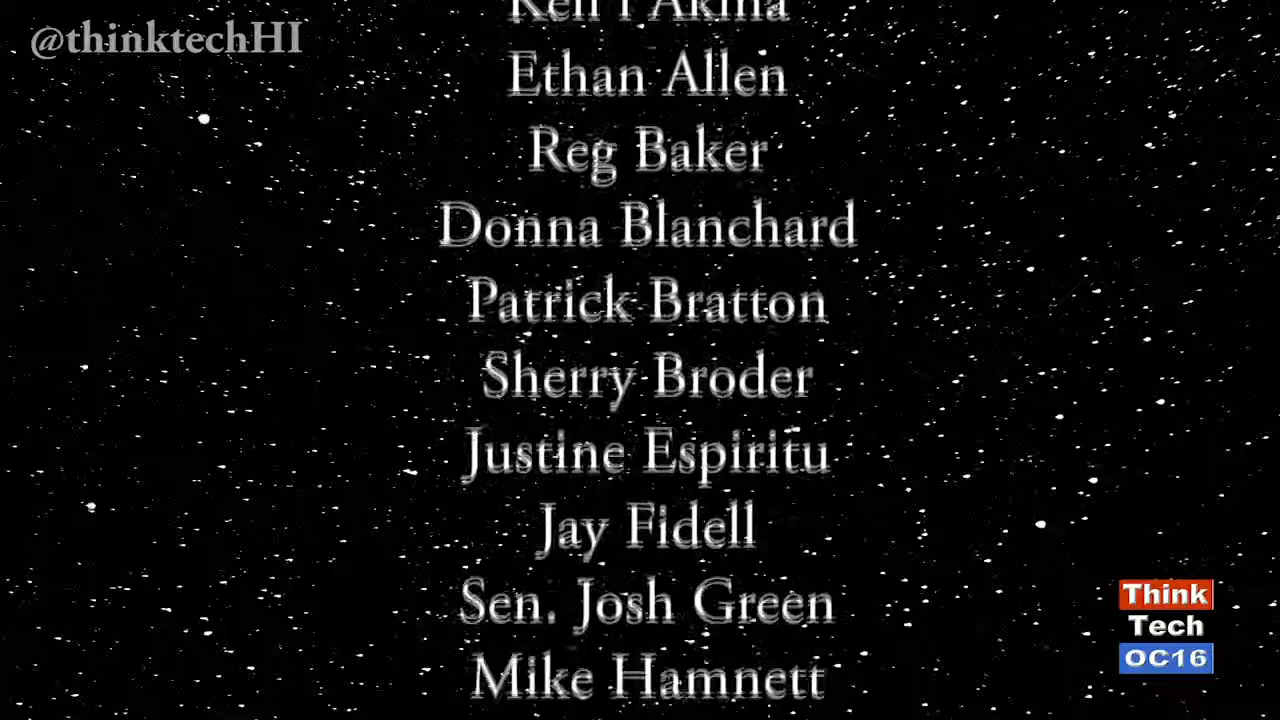 @thinktechHI
Akina
Ethan Allen
Reg Baker
Donna Blanchard
Patrick Bratton
Sherry Broder
Justine Espiritu
Jay Fidell
Sen. Josh Green
Mike Hamnett
Think
Tech
OC16